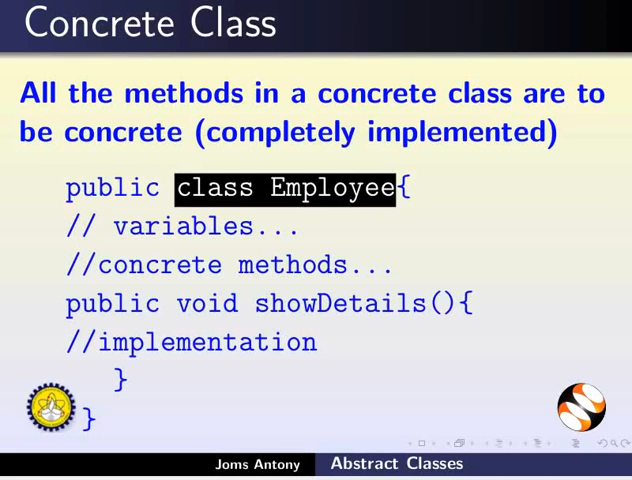 Concrete Class
All the methods in a concrete class are to
be concrete (completely implemented)
public class Employee{
// variables...
//concrete methods...
public void showDetails(){
//implementation
}
}
Joms Antony Abstract Classes